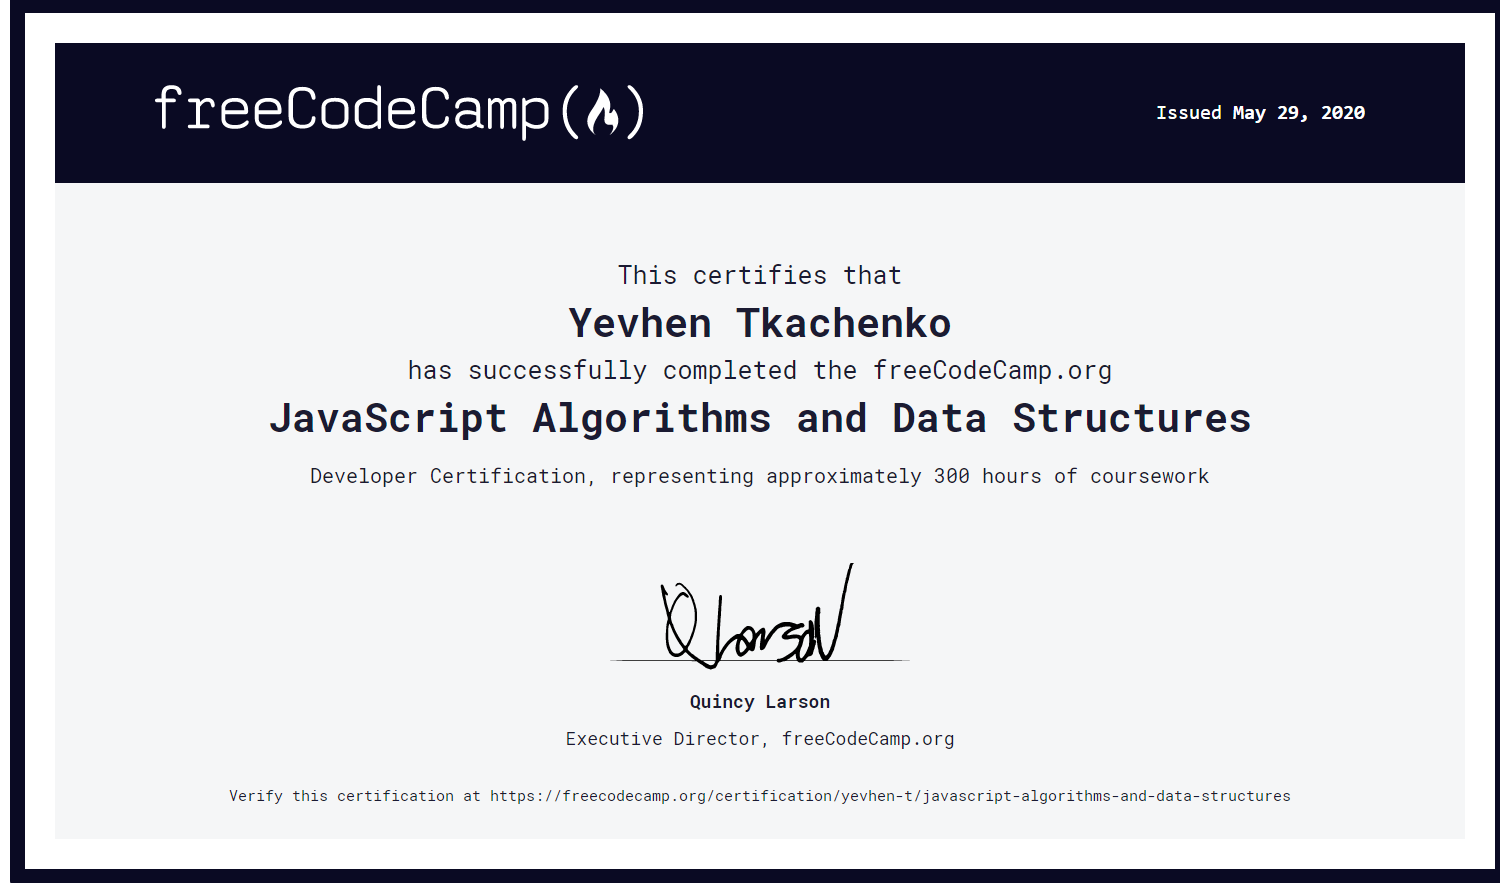 freeCodeCamp
Issued May 29, 2020
This certifies that
Yevhen Tkachenko
has successfully completed the freeCodeCamp.org
JavaScript Algorithms and Data Structures
Developer Certification, representing approximately 300 hours of coursework
Q Larson
Quincy Larson
Executive Director, freeCodeCamp.org
Verify this certification at https://freecodecamp.org/certification/yevhen-t/javascript-algorithms-and-data-structures